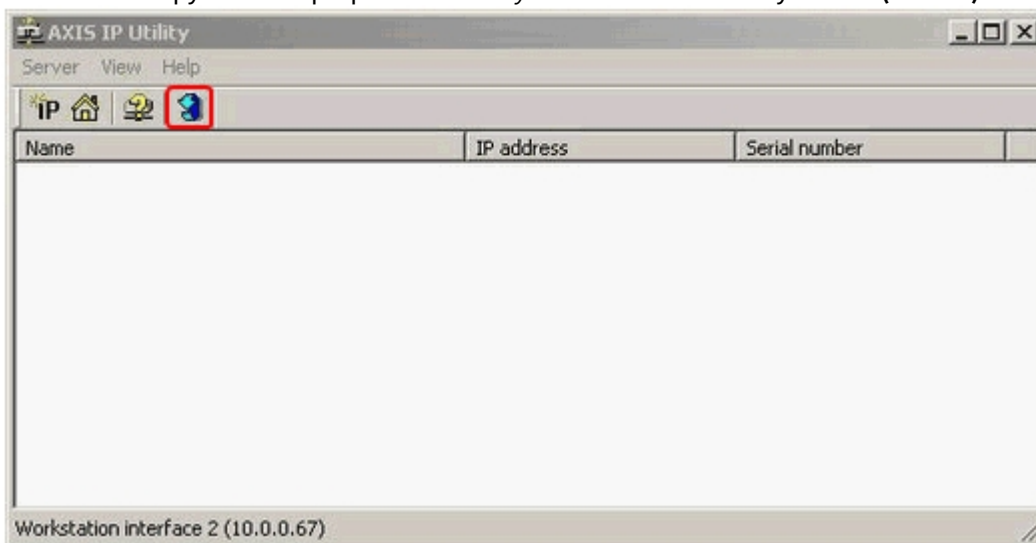 AXIS IP Utility
Server View Help
IP
Name IP address Serial number
Workstation interface 2 (10.0.0.67)